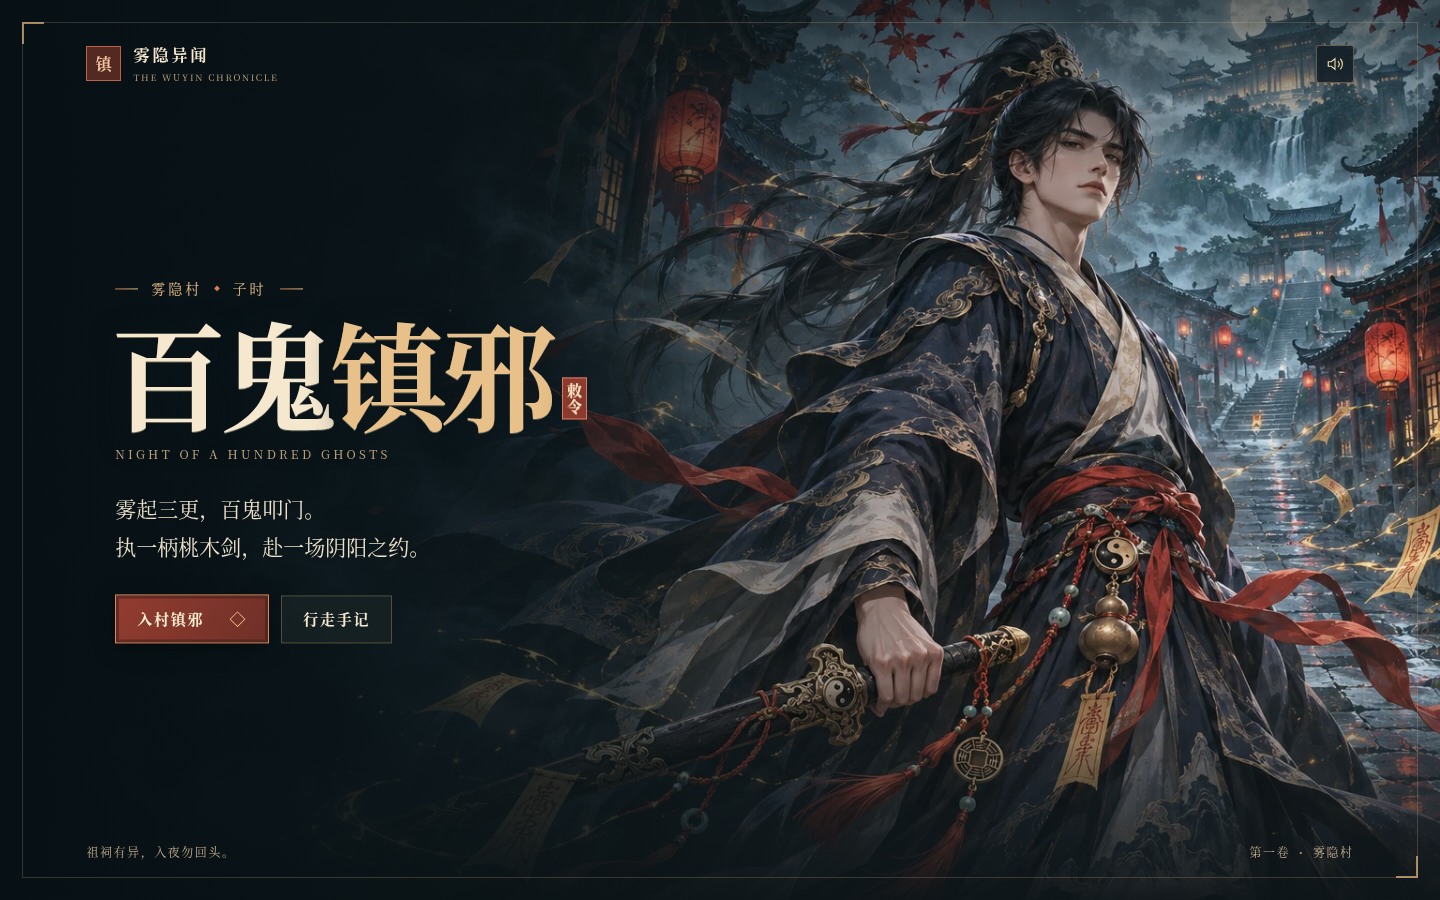 镇
雾隐异闻
THE WUYIN CHRONICLE
雾隐村 ◆ 子时
百鬼镇邪
敕令
NIGHT OF A HUNDRED GHOSTS
雾起三更，百鬼叩门。
执一柄桃木剑，赴一场阴阳之约。
入村镇邪 ◇
行走手记
祖祠有异，入夜勿回头。
第一卷 · 雾隐村